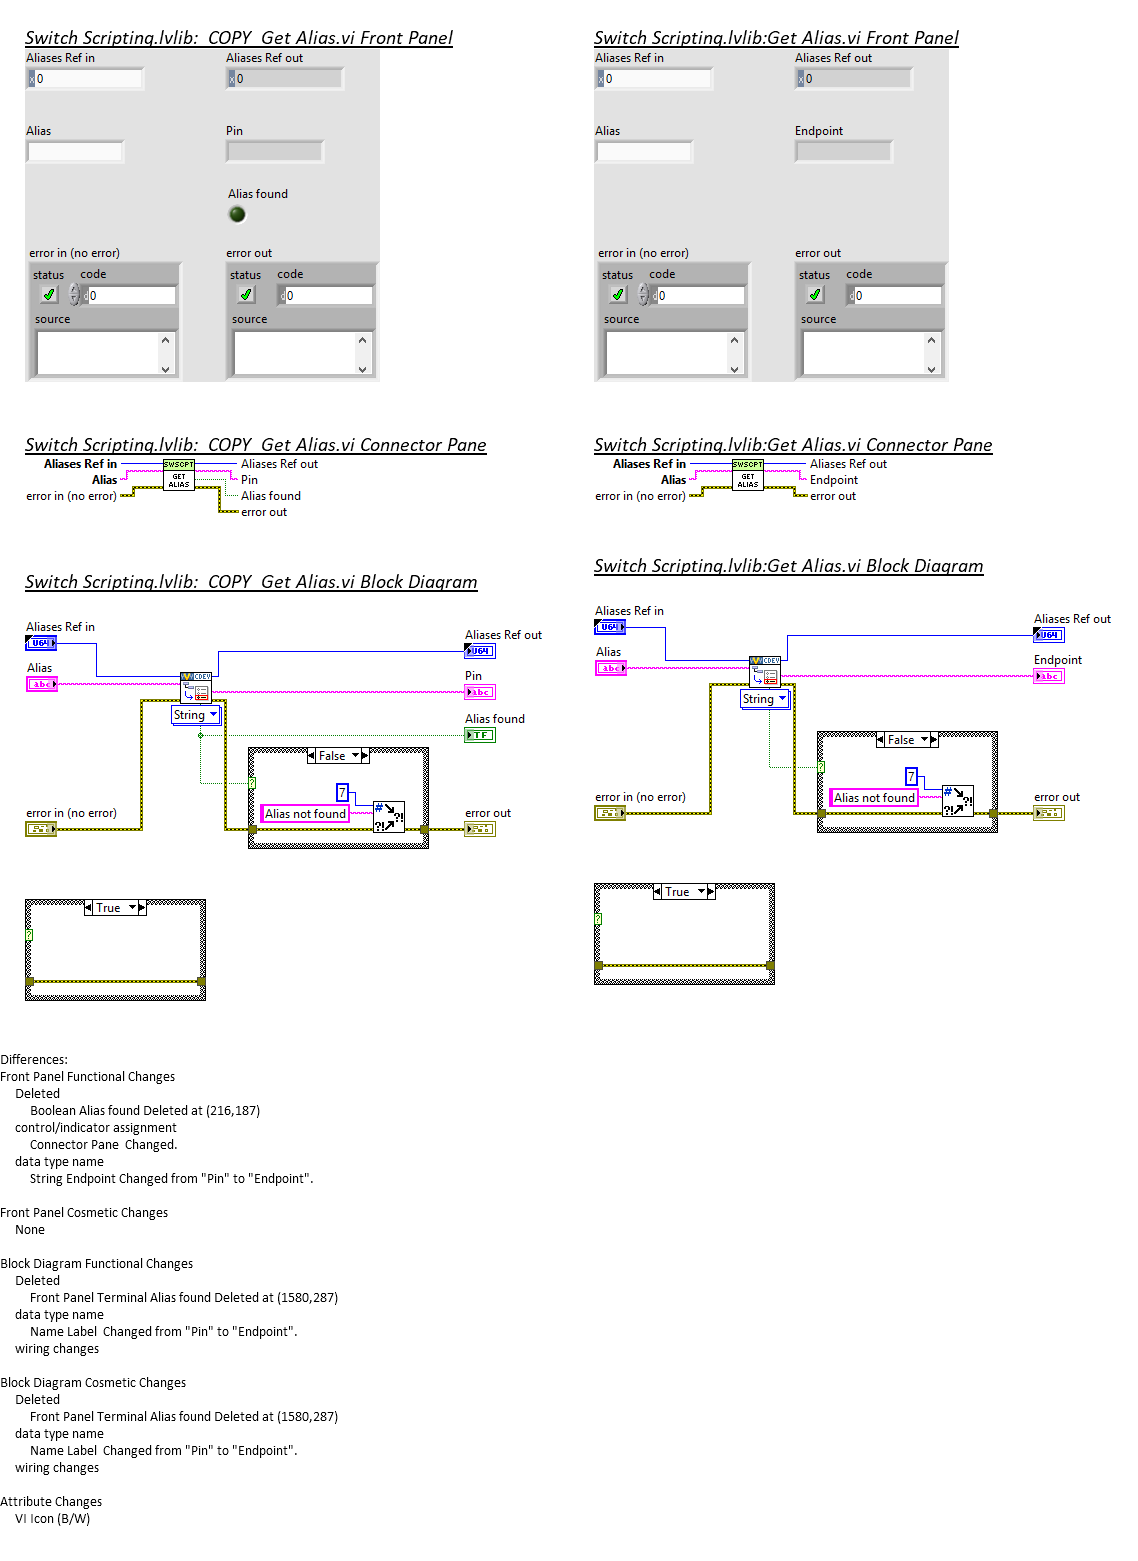 Switch Scripting.lvlib:  COPY  Get Alias.vi Front Panel
Aliases Ref in
Aliases Ref out
x 0
x 0
Alias
Pin
Alias found
error in (no error)
error out
status
code
status
code
d 0
d 0
source
source
Switch Scripting.lvlib:Get Alias.vi Front Panel
Aliases Ref in
Aliases Ref out
x 0
x 0
Alias
Endpoint
error in (no error)
error out
status
code
status
code
d 0
d 0
source
source
Switch Scripting.lvlib:  COPY  Get Alias.vi Connector Pane
Aliases Ref in
SWSCPT
Aliases Ref out
Alias
GET
ALIAS
Pin
error in (no error)
Alias found
error out
Switch Scripting.lvlib:Get Alias.vi Connector Pane
Aliases Ref in
SWSCPT
Aliases Ref out
Alias
GET
ALIAS
Endpoint
error in (no error)
error out
Switch Scripting.lvlib:  COPY  Get Alias.vi Block Diagram
Aliases Ref in
U64
Aliases Ref out
U64
Alias
abc
CDEV
Pin
abc
String
Alias found
TF
False
?
7
Alias not found
#
?!
?!
error in (no error)
error out
True
?
Switch Scripting.lvlib:Get Alias.vi Block Diagram
Aliases Ref in
U64
Aliases Ref out
U64
Alias
abc
CDEV
Endpoint
abc
String
False
?
7
Alias not found
#
?!
?!
error in (no error)
error out
True
?
Differences:
Front Panel Functional Changes
Deleted
Boolean Alias found Deleted at (216,187)
control/indicator assignment
Connector Pane  Changed.
data type name
String Endpoint Changed from "Pin" to "Endpoint".
Front Panel Cosmetic Changes
None
Block Diagram Functional Changes
Deleted
Front Panel Terminal Alias found Deleted at (1580,287)
data type name
Name Label  Changed from "Pin" to "Endpoint".
wiring changes
Block Diagram Cosmetic Changes
Deleted
Front Panel Terminal Alias found Deleted at (1580,287)
data type name
Name Label  Changed from "Pin" to "Endpoint".
wiring changes
Attribute Changes
VI Icon (B/W)